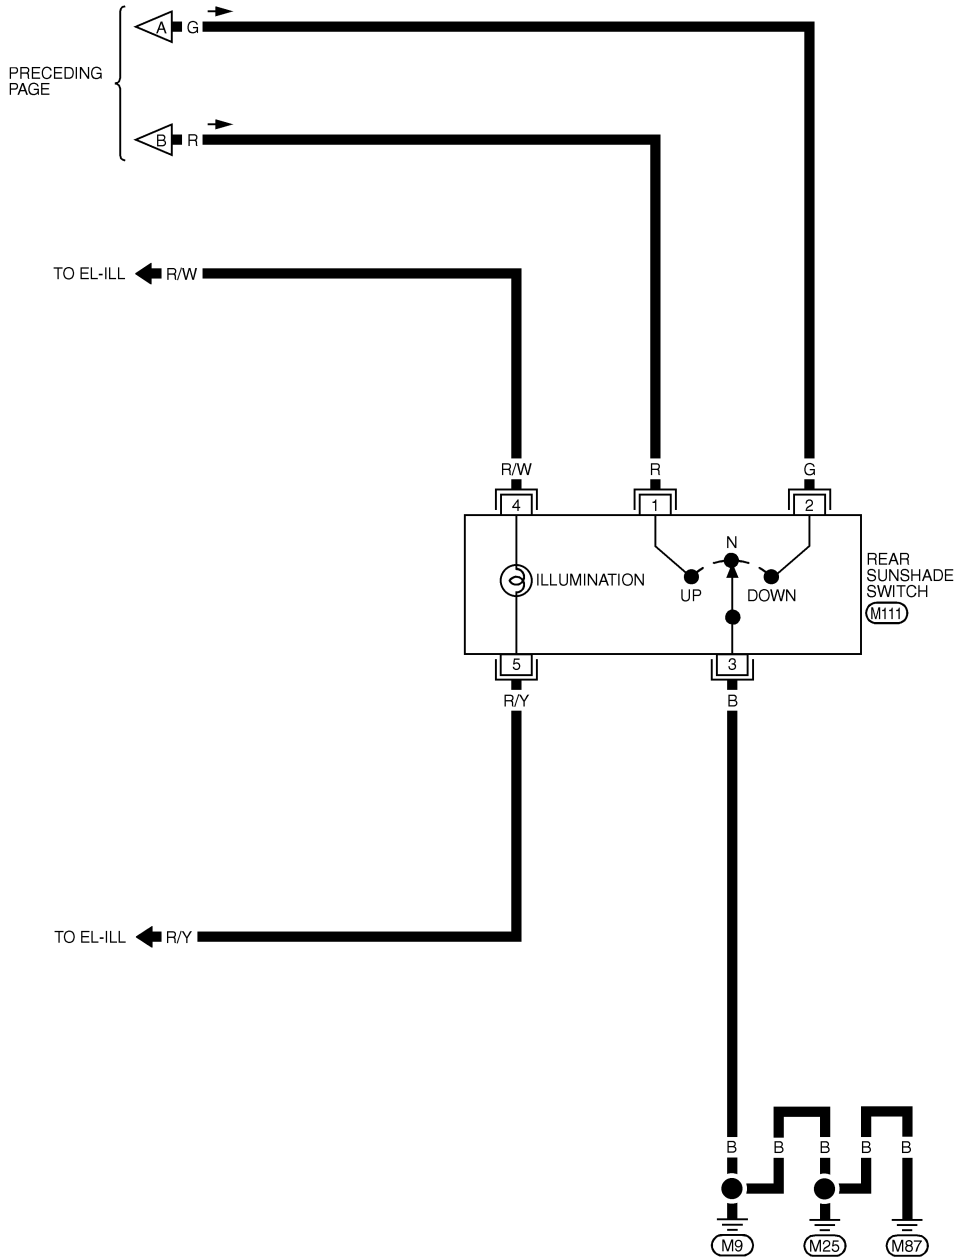 A G
PRECEDING
PAGE
B R
TO EL-ILL R/W
R/W R G
4 1 2
N
ILLUMINATION
UP DOWN
REAR
SUNSHADE
SWITCH
M111
5 3
R/Y B
TO EL-ILL R/Y
B B B B B
M9 M25 M87